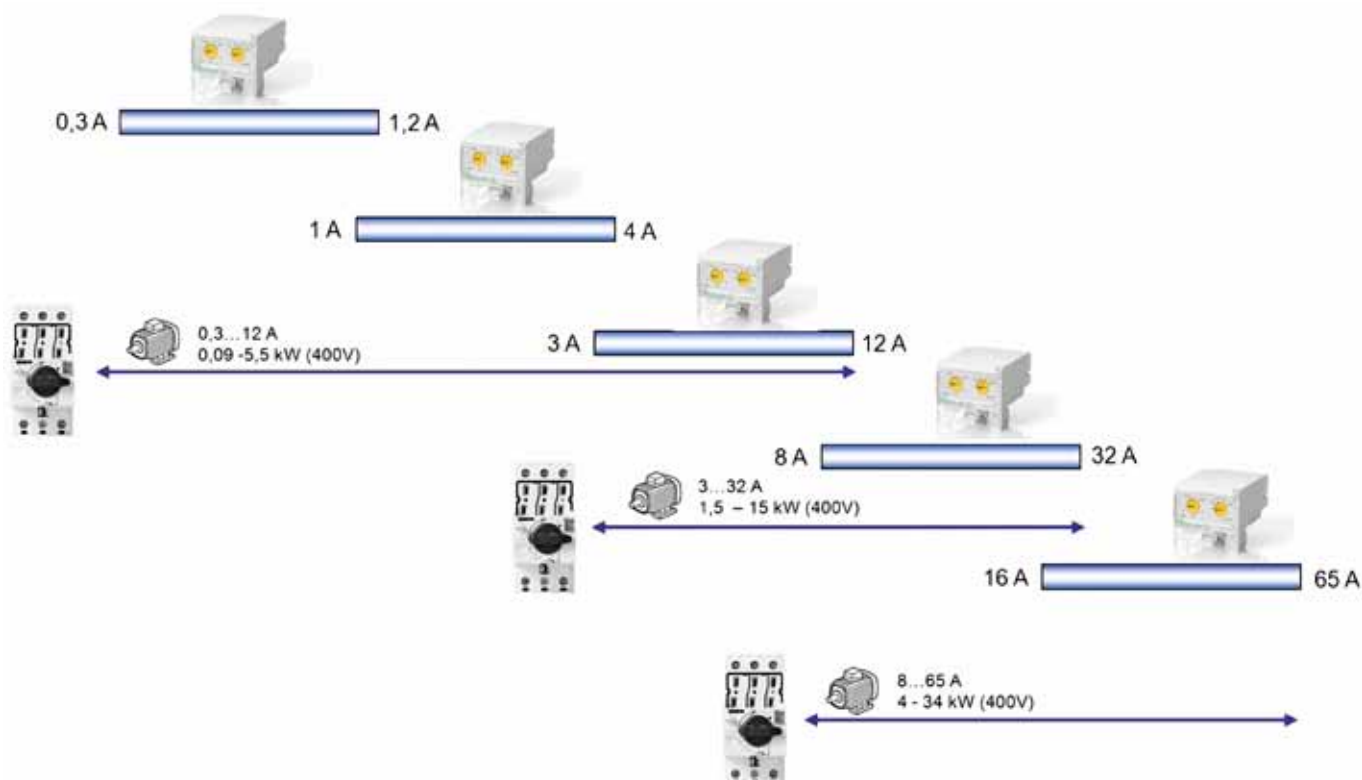 0,3 A 1,2 A
1 A 4 A
3 A 12 A
0,3...12 A
0,09 -5,5 kW (400V)
8 A 32 A
3...32 A
1,5 – 15 kW (400V)
16 A 65 A
8...65 A
4 - 34 kW (400V)